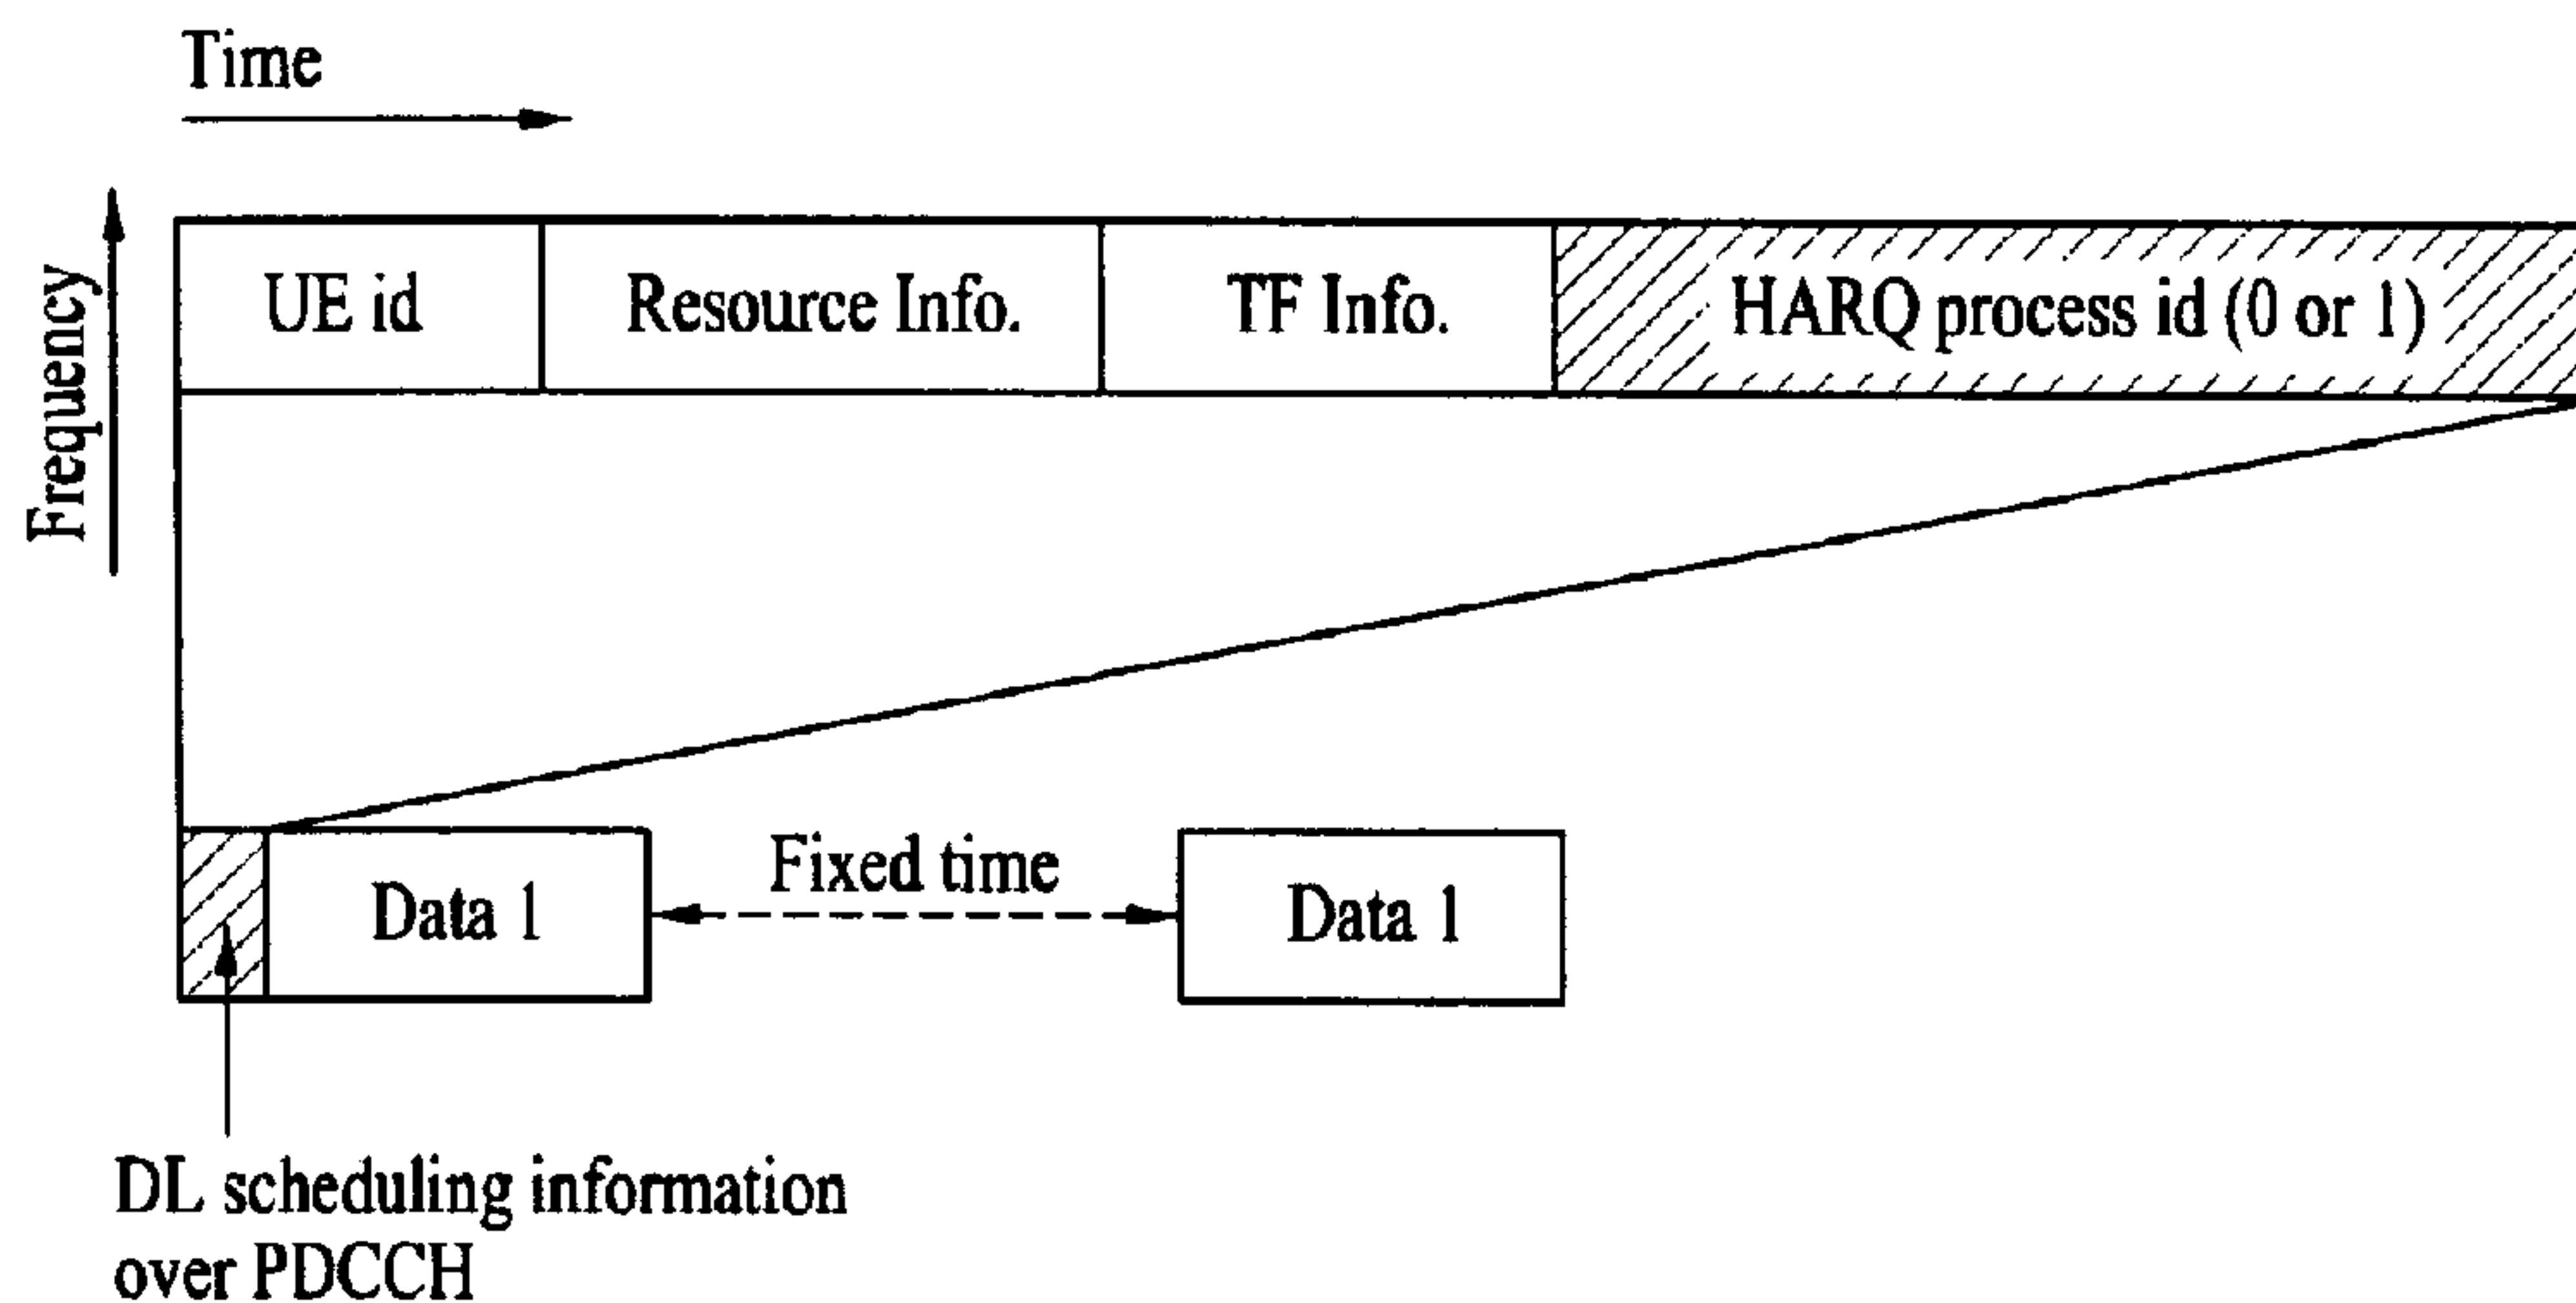 Time
Frequency
UE id
Resource Info.
TF Info.
HARQ process id (0 or 1)
Data 1
Fixed time
Data 1
DL scheduling information
over PDCCH